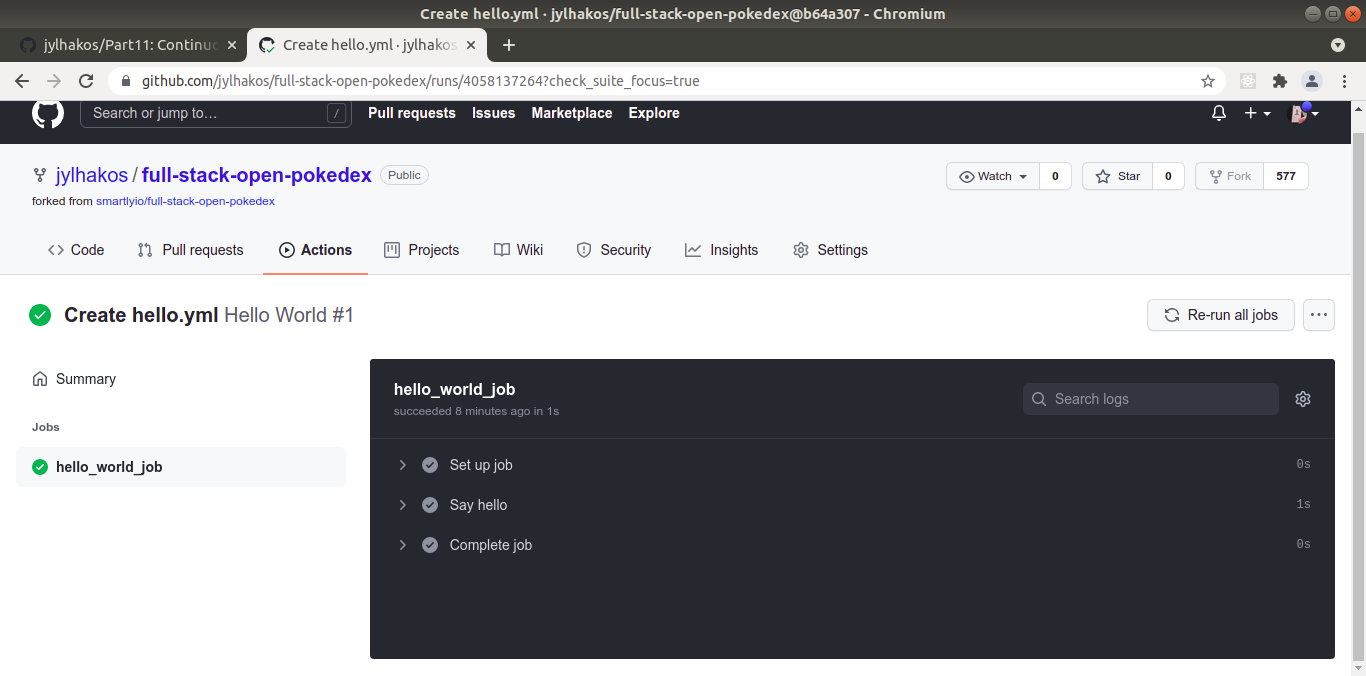 Create hello.yml · jylhakos/full-stack-open-pokedex@b64a307 - Chromium
jylhakos/Part11: Continuo
Create hello.yml · jylhakos
github.com/jylhakos/full-stack-open-pokedex/runs/4058137264?check_suite_focus=true
Search or jump to… / Pull requests Issues Marketplace Explore
jylhakos / full-stack-open-pokedex Public
Watch 0 Star 0 Fork 577
forked from smartlyio/full-stack-open-pokedex
Code Pull requests Actions Projects Wiki Security Insights Settings
Create hello.yml Hello World #1
Re-run all jobs
Summary
Jobs
hello_world_job
hello_world_job
succeeded 8 minutes ago in 1s
Search logs
Set up job 0s
Say hello 1s
Complete job 0s